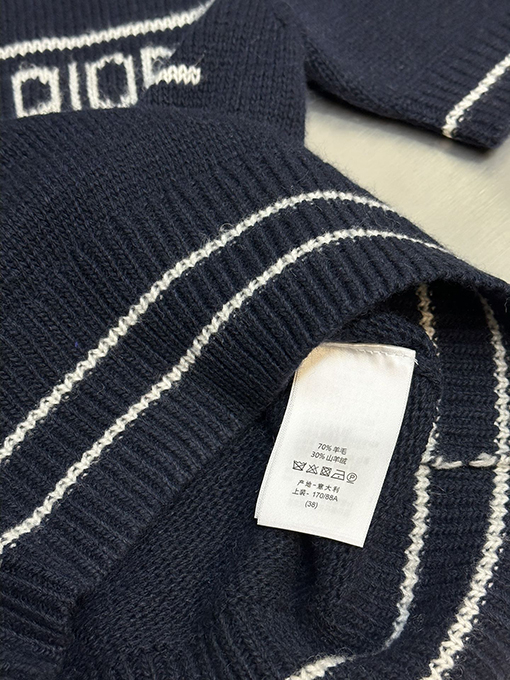 DIOR
70%羊毛
30%山羊绒
产地-意大利
上装- 170/88A
(38)